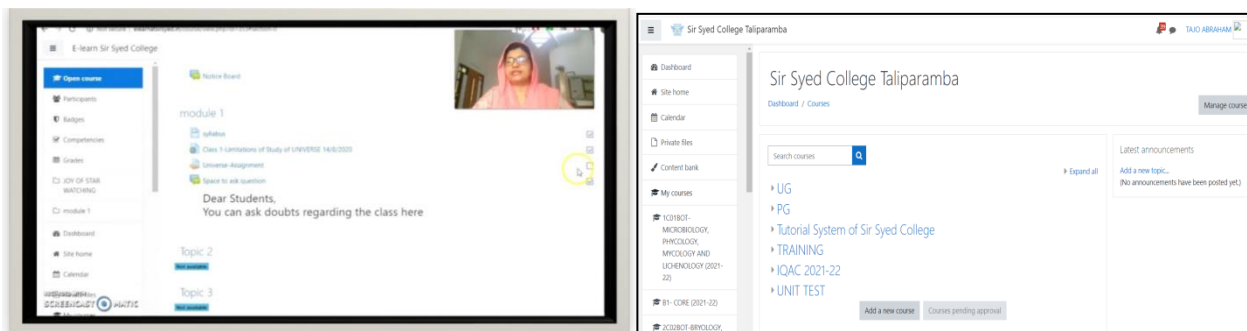 E-learn Sir Syed College
Open course
Participants
Badges
Competencies
Grades
JOY OF STAR
WATCHING
module 1
Dashboard
Site home
Calendar
SCREENCAST MATIC
Notice Board
module 1
syllabus
Class 1-Limitations of Study of UNIVERSE 14/8/2020
Universe-Assignment
Space to ask question
Dear Students,
You can ask doubts regarding the class here
Topic 2
Not available
Topic 3
Not available
Sir Syed College Taliparamba
TAJO ABRAHAM
Dashboard
Site home
Calendar
Private files
Content bank
My courses
1C01BOT-
MICROBIOLOGY,
PHYCOLOGY,
MYCOLOGY AND
LICHENOLOGY (2021-
22)
B1- CORE (2021-22)
2C02BOT-BRYOLOGY,
Sir Syed College Taliparamba
Dashboard / Courses
Manage course
Search courses
Expand all
UG
PG
Tutorial System of Sir Syed College
TRAINING
IQAC 2021-22
UNIT TEST
Add a new course
Courses pending approval
Latest announcements
Add a new topic...
(No announcements have been posted yet.)